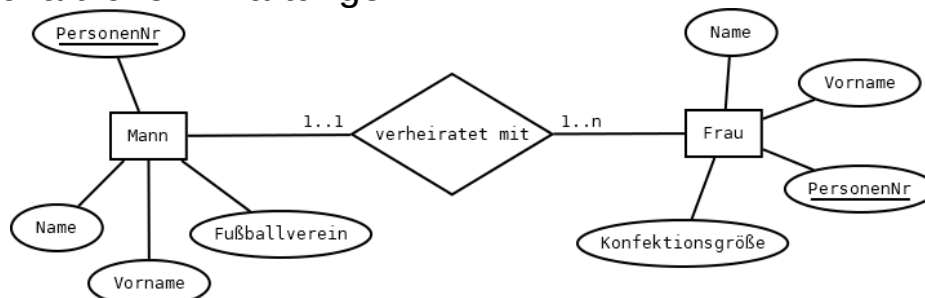 PersonenNr
Name
Vorname
1..1
verheiratet mit
1..n
Mann
Frau
PersonenNr
Name
Fußballverein
Konfektionsgröße
Vorname